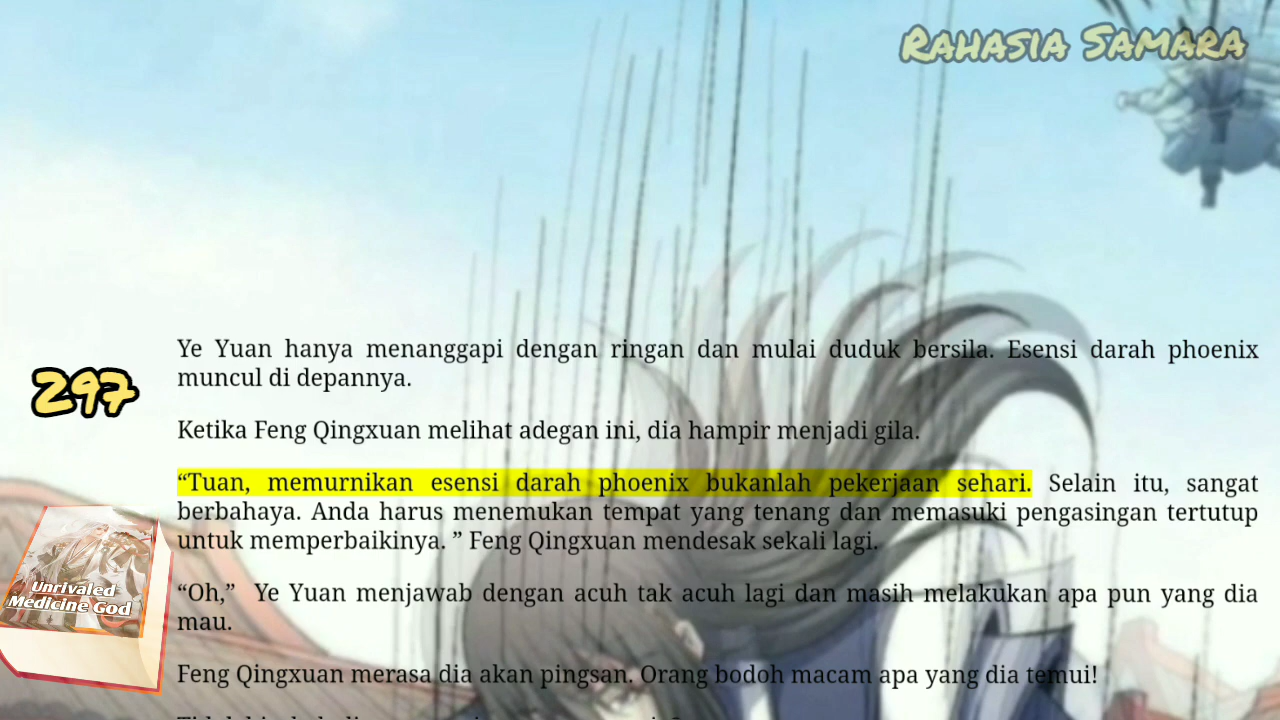 Rahasia Samara
Ye Yuan hanya menanggapi dengan ringan dan mulai duduk bersila. Esensi darah phoenix
muncul di depannya.
297
Ketika Feng Qingxuan melihat adegan ini, dia hampir menjadi gila.
“Tuan, memurnikan esensi darah phoenix bukanlah pekerjaan sehari. Selain itu, sangat
berbahaya. Anda harus menemukan tempat yang tenang dan memasuki pengasingan tertutup
untuk memperbaikinya. ” Feng Qingxuan mendesak sekali lagi.
Unrivaled
Medicine God
“Oh,”  Ye Yuan menjawab dengan acuh tak acuh lagi dan masih melakukan apa pun yang dia
mau.
Feng Qingxuan merasa dia akan pingsan. Orang bodoh macam apa yang dia temui!